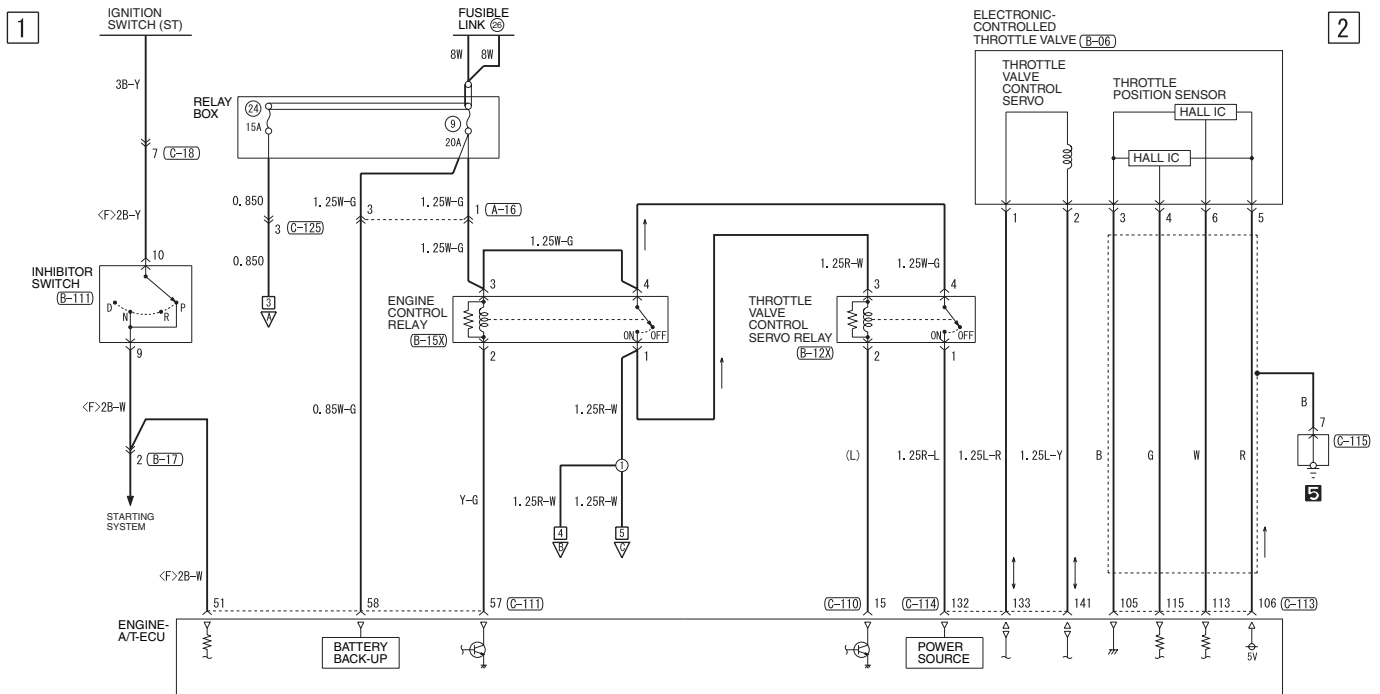 1
IGNITION
SWITCH (ST)
FUSIBLE
LINK 26
ELECTRONIC-
CONTROLLED
THROTTLE VALVE (B-06)
2
8W 8W
3B-Y
RELAY
BOX
24
15A
9
20A
THROTTLE
VALVE
CONTROL
SERVO
THROTTLE
POSITION SENSOR
HALL IC
HALL IC
7 (C-18)
0.850 1.25W-G 3 1.25W-G 1 (A-16)
1 2 3 4 6 5
<F>2B-Y
3 (C-125)
1.25W-G 1.25W-G
0.850
10
INHIBITOR
SWITCH
(B-111)
D N R P
9
3
A
ENGINE
CONTROL
RELAY
(B-15X)
3 4
ON OFF
2 1
1.25R-W 1.25W-G
THROTTLE
VALVE
CONTROL
SERVO RELAY
(B-12X)
3 4
ON OFF
2 1
<F>2B-W
0.85W-G
1.25R-W
B
7
(C-115)
5
2 (B-17)
(L) 1.25R-L 1.25L-R 1.25L-Y B G W R
1
STARTING
SYSTEM
Y-G
1.25R-W 1.25R-W
4 5
B C
<F>2B-W
51 58 57 (C-111) (C-110) 15 (C-114) 132 133 141 105 115 113 106 (C-113)
ENGINE-
A/T-ECU
BATTERY
BACK-UP
POWER
SOURCE
5V